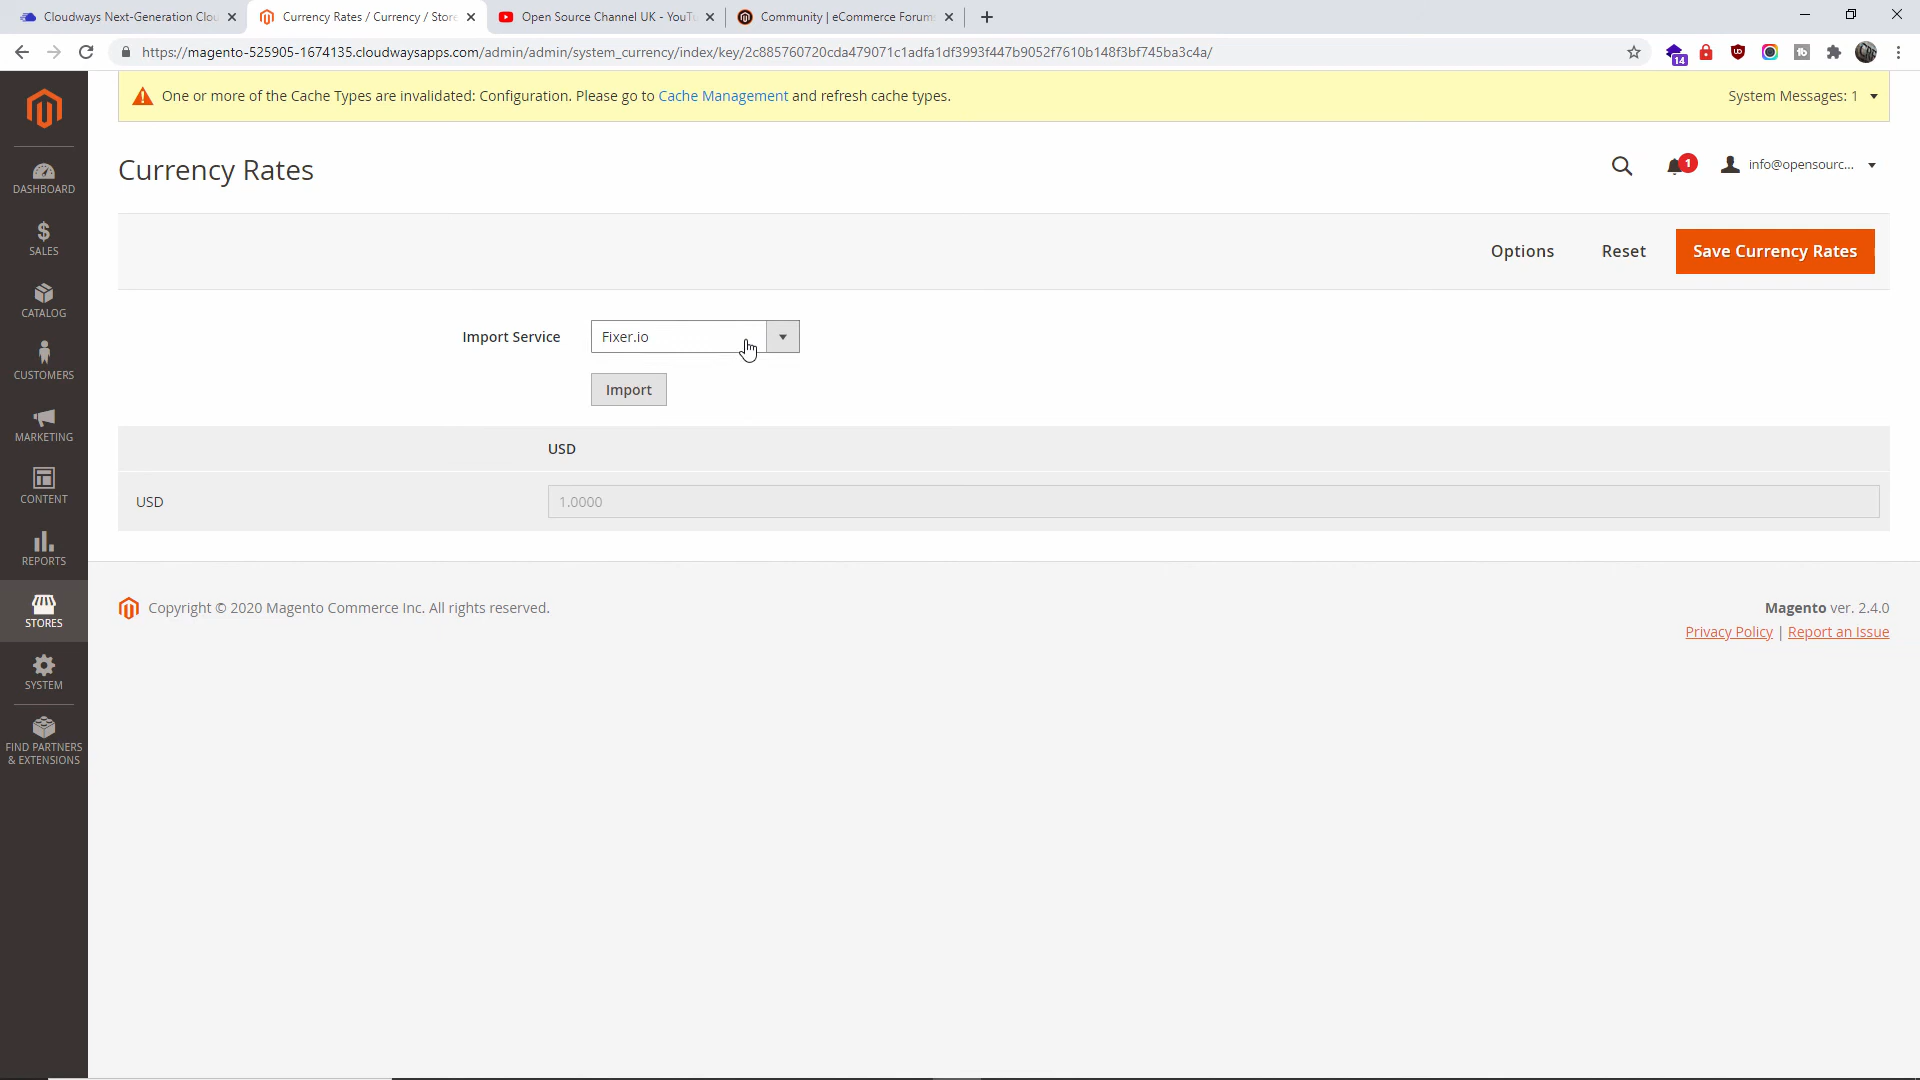 Cloudways Next-Generation Clou
Currency Rates / Currency / Store
Open Source Channel UK - YouTu
Community | eCommerce Forum
https://magento-525905-1674135.cloudwaysapps.com/admin/admin/system_currency/index/key/2c885760720cda479071c1adfa1df3993f447b9052f7610b148f3bf745ba3c4a/
14
One or more of the Cache Types are invalidated: Configuration. Please go to Cache Management and refresh cache types.
System Messages: 1
Currency Rates
1
info@opensourc...
Options
Reset
Save Currency Rates
Import Service
Fixer.io
Import
USD
USD
1.0000
DASHBOARD
SALES
CATALOG
CUSTOMERS
MARKETING
CONTENT
REPORTS
STORES
SYSTEM
FIND PARTNERS
& EXTENSIONS
Copyright © 2020 Magento Commerce Inc. All rights reserved.
Magento ver. 2.4.0
Privacy Policy | Report an Issue